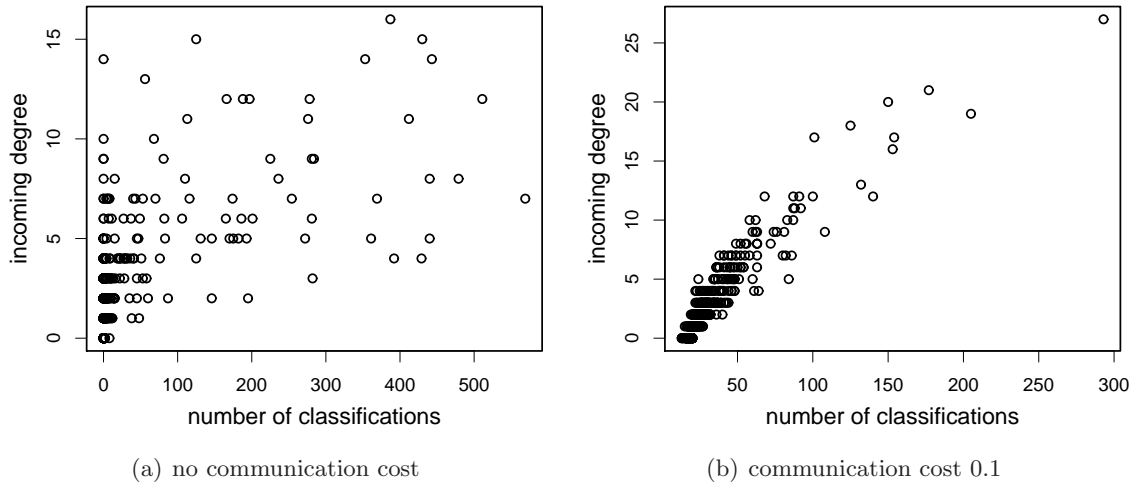 15
10
5
0
incoming degree
0 100 200 300 400 500
number of classifications
(a) no communication cost
25
20
15
10
5
0
incoming degree
50 100 150 200 250 300
number of classifications
(b) communication cost 0.1